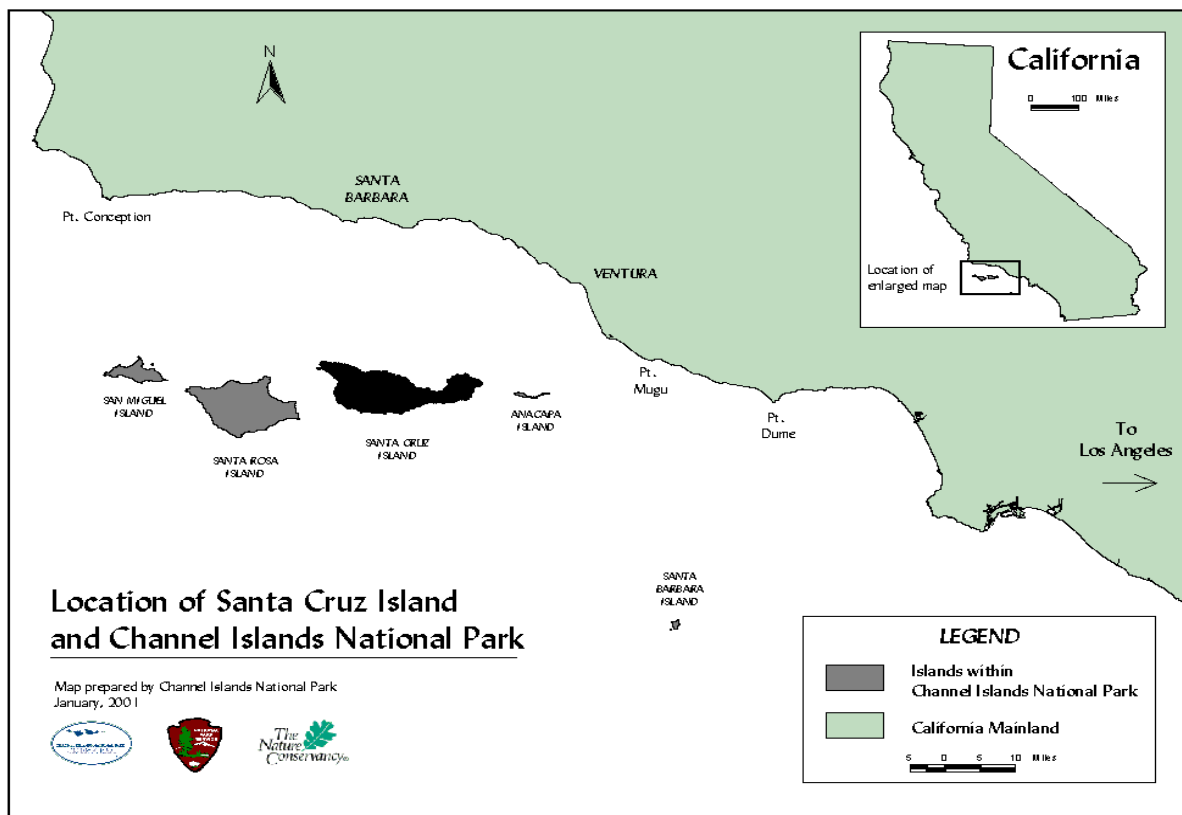 N
California
0 100 Miles
SANTA
BARBARA
Pt. Conception
VENTURA
Location of
enlarged map
SAN MIGUEL
ISLAND
SANTA ROSA
ISLAND
SANTA CRUZ
ISLAND
ANACAPA
ISLAND
Pt.
Mugu
Pt.
Dume
To
Los Angeles
SANTA
BARBARA
ISLAND
Location of Santa Cruz Island
and Channel Islands National Park
Map prepared by Channel Islands National Park
January, 2001
NATIONAL
PARK
SERVICE
The
Nature
Conservancy®
LEGEND
Islands within
Channel Islands National Park
California Mainland
5 0 5 10 Miles